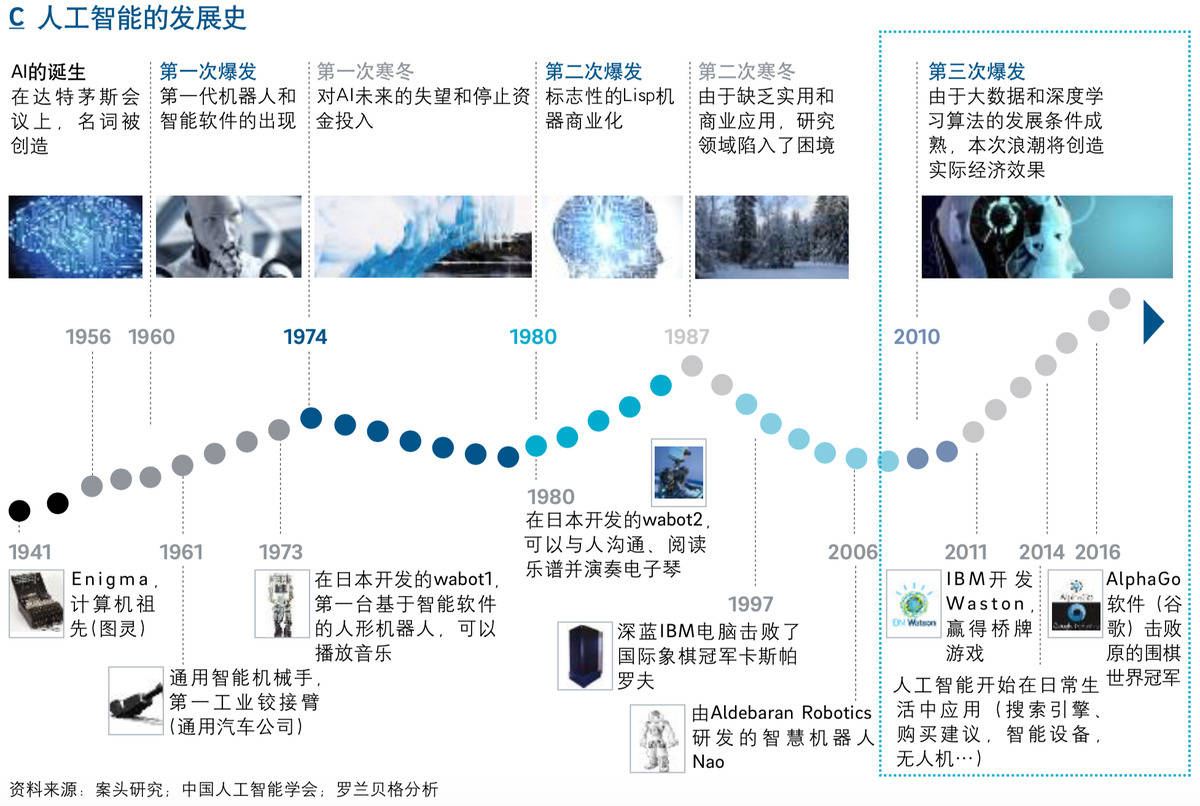 C 人工智能的发展史
AI的诞生
在达特茅斯会
议上，名词被
创造
第一次爆发
第一代机器人和
智能软件的出现
第一次寒冬
对AI未来的失望和停止资
金投入
第二次爆发
标志性的Lisp机
器商业化
第二次寒冬
由于缺乏实用和
商业应用，研究
领域陷入了困境
第三次爆发
由于大数据和深度学
习算法的发展条件成
熟，本次浪潮将创造
实际经济效果
1956
1960
1974
1980
1987
2010
1941
Enigma，
计算机祖
先(图灵)
1961
通用智能机械手，
第一工业铰接臂
(通用汽车公司)
1973
在日本开发的wabot1，
第一台基于智能软件
的人形机器人，可以
播放音乐
1980
在日本开发的wabot2，
可以与人沟通、阅读
乐谱并演奏电子琴
1997
深蓝IBM电脑击败了
国际象棋冠军卡斯帕
罗夫
2006
由Aldebaran Robotics
研发的智慧机器人
Nao
2011
IBM Watson
IBM开发
Waston，
赢得桥牌
游戏
2014
人工智能开始在日常生
活中应用（搜索引擎、
购买建议，智能设备，
无人机…）
2016
AlphaGo
AlphaGo
软件（谷
歌）击败
原的围棋
世界冠军
资料来源：案头研究；中国人工智能学会；罗兰贝格分析